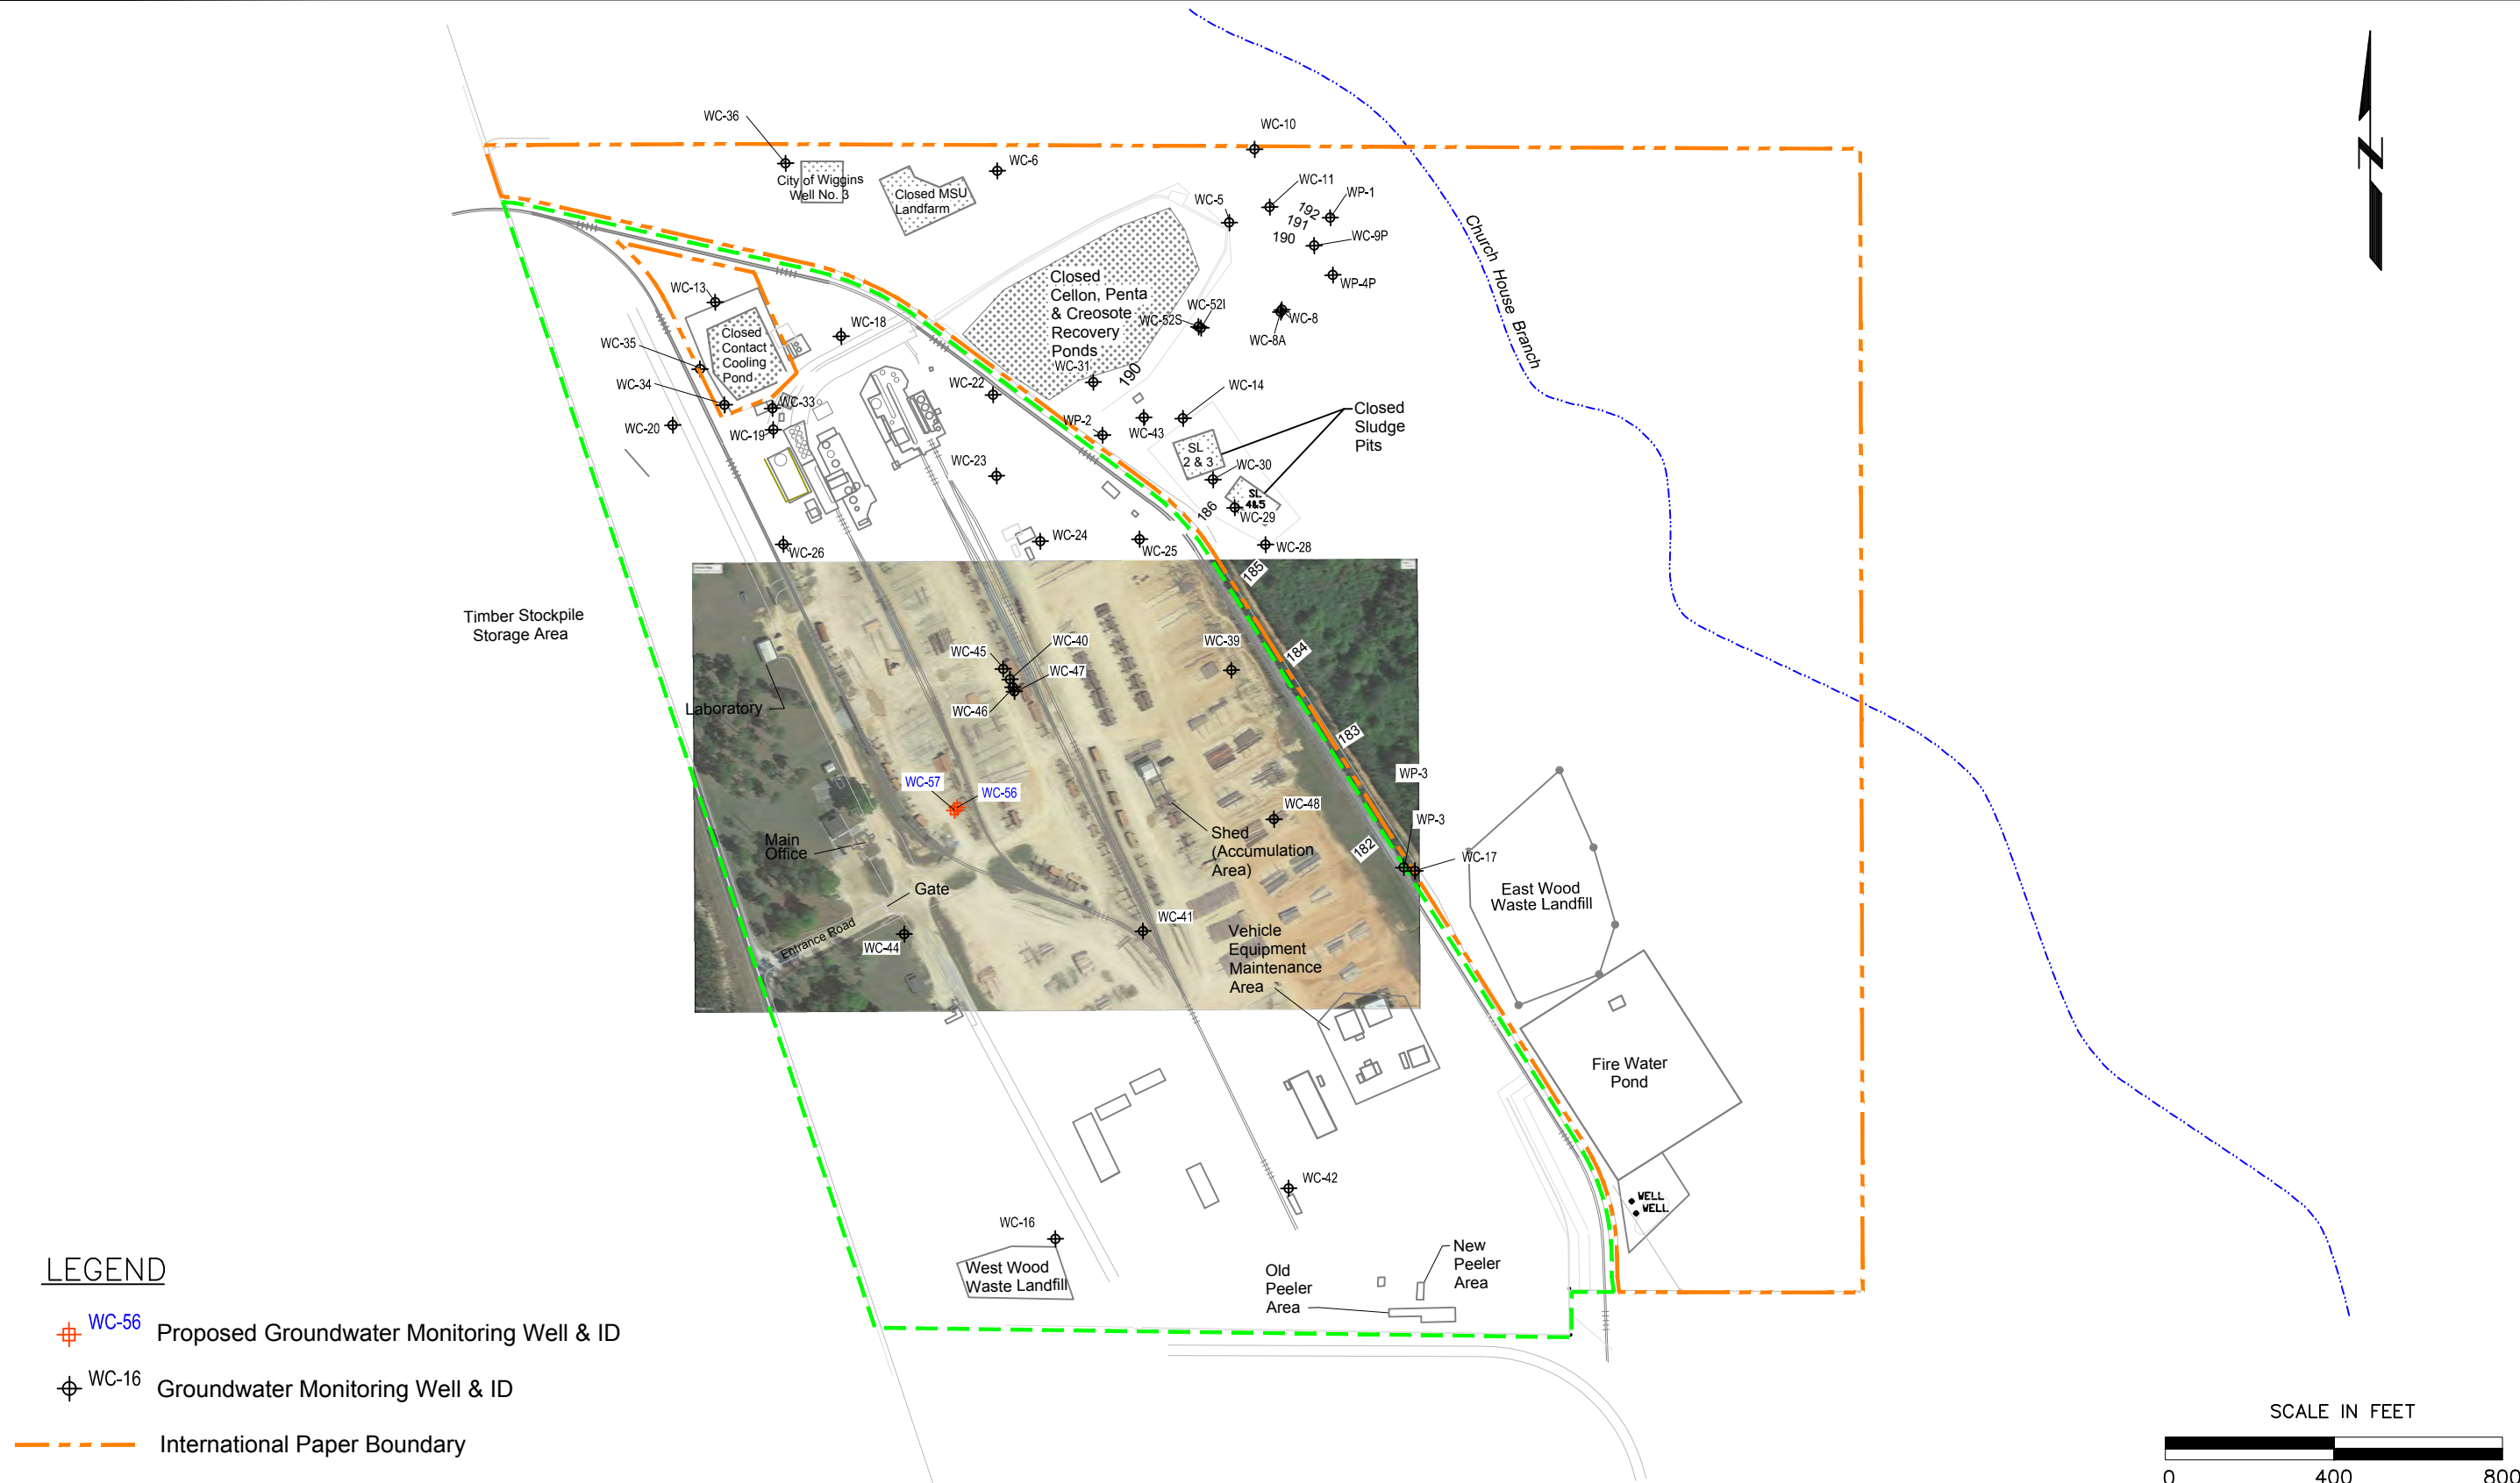 WC-36
WC-10
WC-6
City of Wiggins
Well No. 3
Closed MSU
Landfarm
WC-5
WC-11
WP-1
192
191
190
WC-9P
WP-4P
Church House Branch
Closed
Cellon, Penta
& Creosote
Recovery
Ponds
WC-52I
WC-52S
WC-8
WC-8A
WC-13
WC-18
Closed
Contact
Cooling
Pond
WC-35
WC-34
WC-33
WC-20
WC-19
WC-22
WC-31
190
WC-14
WP-2
WC-43
Closed
Sludge
Pits
SL
2 & 3
WC-30
SL
4&5
WC-29
186
WC-23
WC-24
WC-25
WC-28
WC-26
185
Timber Stockpile
Storage Area
WC-45
WC-40
WC-47
WC-46
WC-39
184
Laboratory
183
WC-57
WC-56
WP-3
WC-48
WP-3
Main
Office
Shed
(Accumulation
Area)
182
WC-17
East Wood
Waste Landfill
Gate
Entrance Road
WC-44
WC-41
Vehicle
Equipment
Maintenance
Area
Fire Water
Pond
WC-42
WELL
WELL
WC-16
West Wood
Waste Landfill
Old
Peeler
Area
New
Peeler
Area
LEGEND
WC-56 Proposed Groundwater Monitoring Well & ID
WC-16 Groundwater Monitoring Well & ID
International Paper Boundary
N
SCALE IN FEET
0 400 800